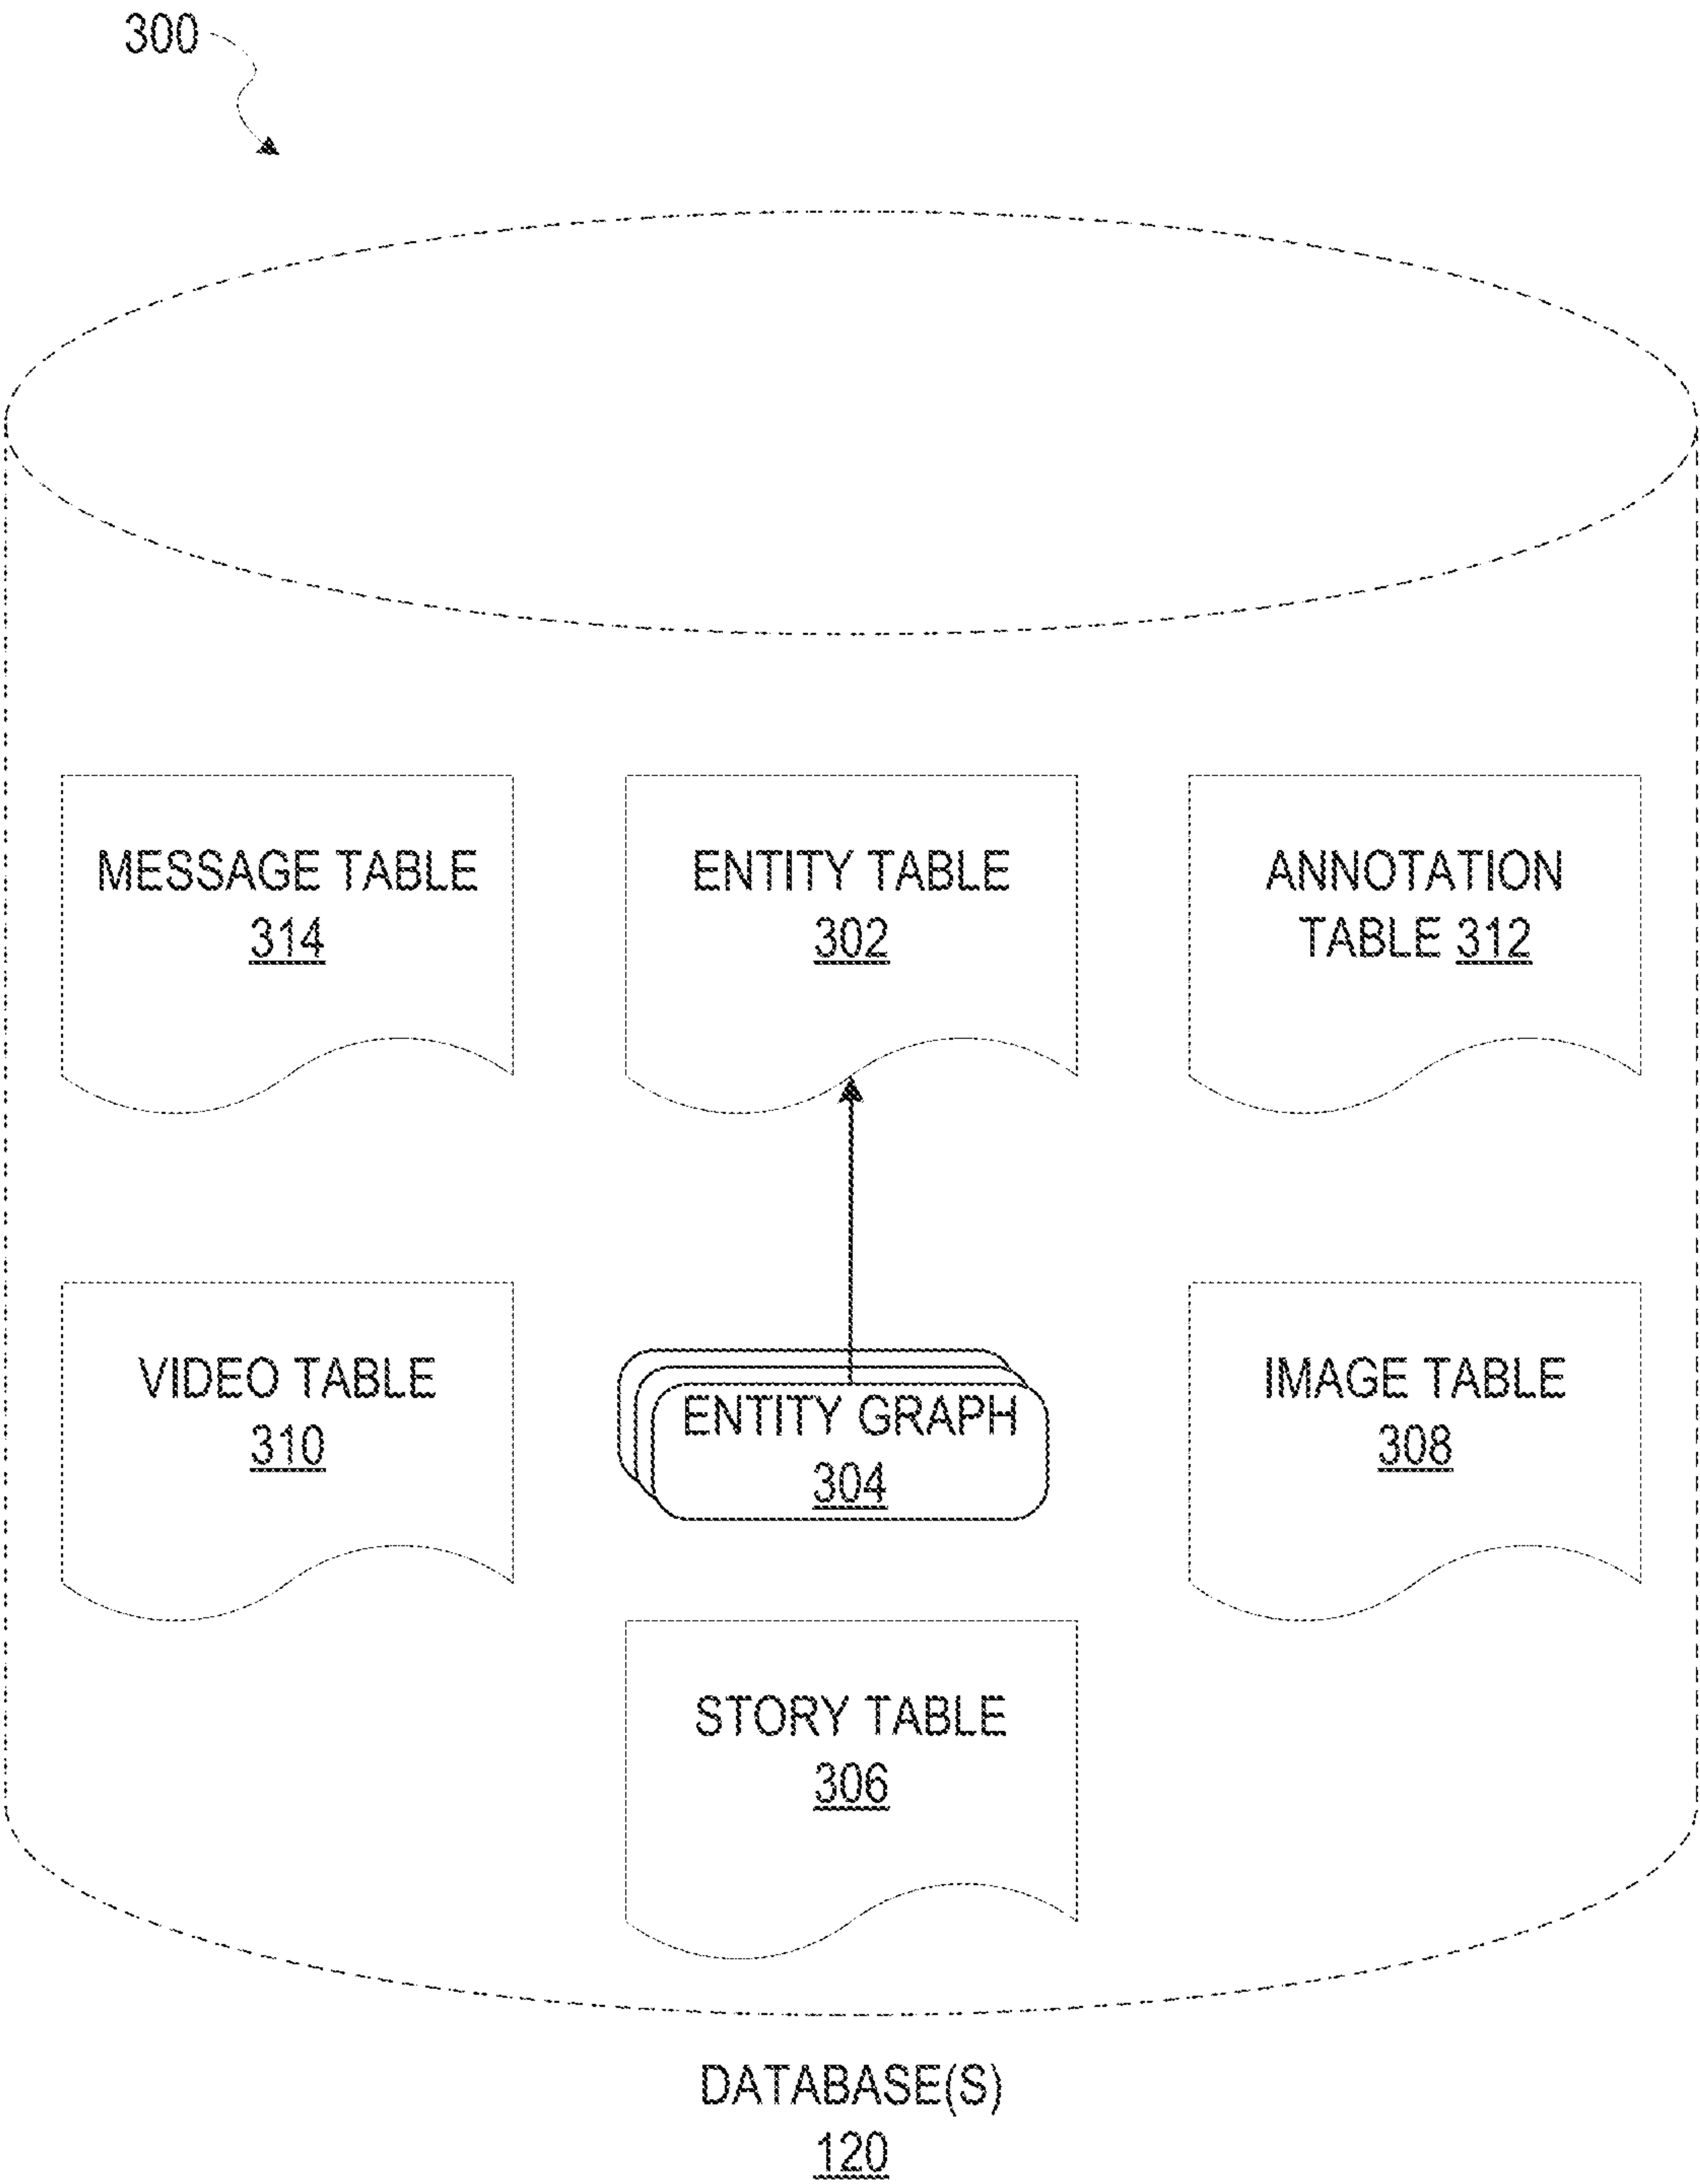 300
MESSAGE TABLE
314
ENTITY TABLE
302
ANNOTATION
TABLE 312
VIDEO TABLE
310
ENTITY GRAPH
304
IMAGE TABLE
308
STORY TABLE
306
DATABASE(S)
120